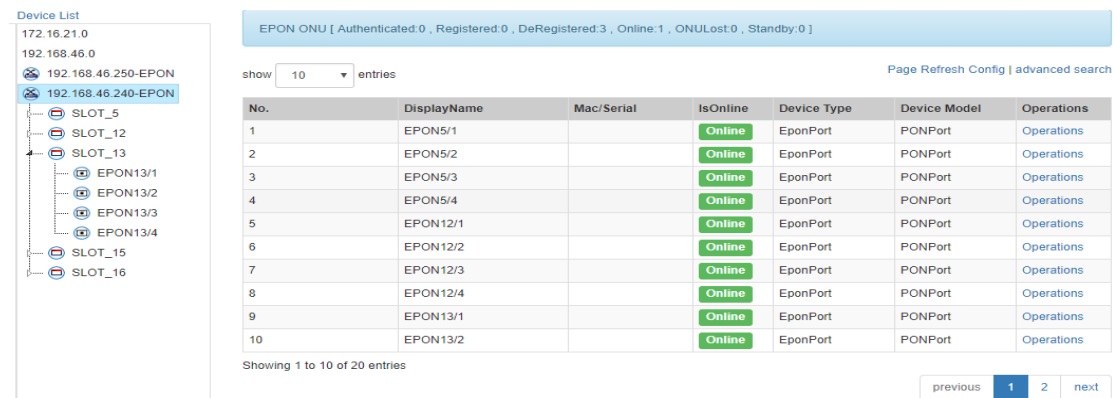 Device List
172.16.21.0
192.168.46.0
192.168.46.250-EPON
192.168.46.240-EPON
SLOT_5
SLOT_12
SLOT_13
EPON13/1
EPON13/2
EPON13/3
EPON13/4
SLOT_15
SLOT_16
EPON ONU [ Authenticated:0 , Registered:0 , DeRegistered:3 , Online:1 , ONULost:0 , Standby:0 ]
show 10 entries
Page Refresh Config | advanced search
No. DisplayName Mac/Serial IsOnline Device Type Device Model Operations
1 EPON5/1 Online EponPort PONPort Operations
2 EPON5/2 Online EponPort PONPort Operations
3 EPON5/3 Online EponPort PONPort Operations
4 EPON5/4 Online EponPort PONPort Operations
5 EPON12/1 Online EponPort PONPort Operations
6 EPON12/2 Online EponPort PONPort Operations
7 EPON12/3 Online EponPort PONPort Operations
8 EPON12/4 Online EponPort PONPort Operations
9 EPON13/1 Online EponPort PONPort Operations
10 EPON13/2 Online EponPort PONPort Operations
Showing 1 to 10 of 20 entries
previous 1 2 next